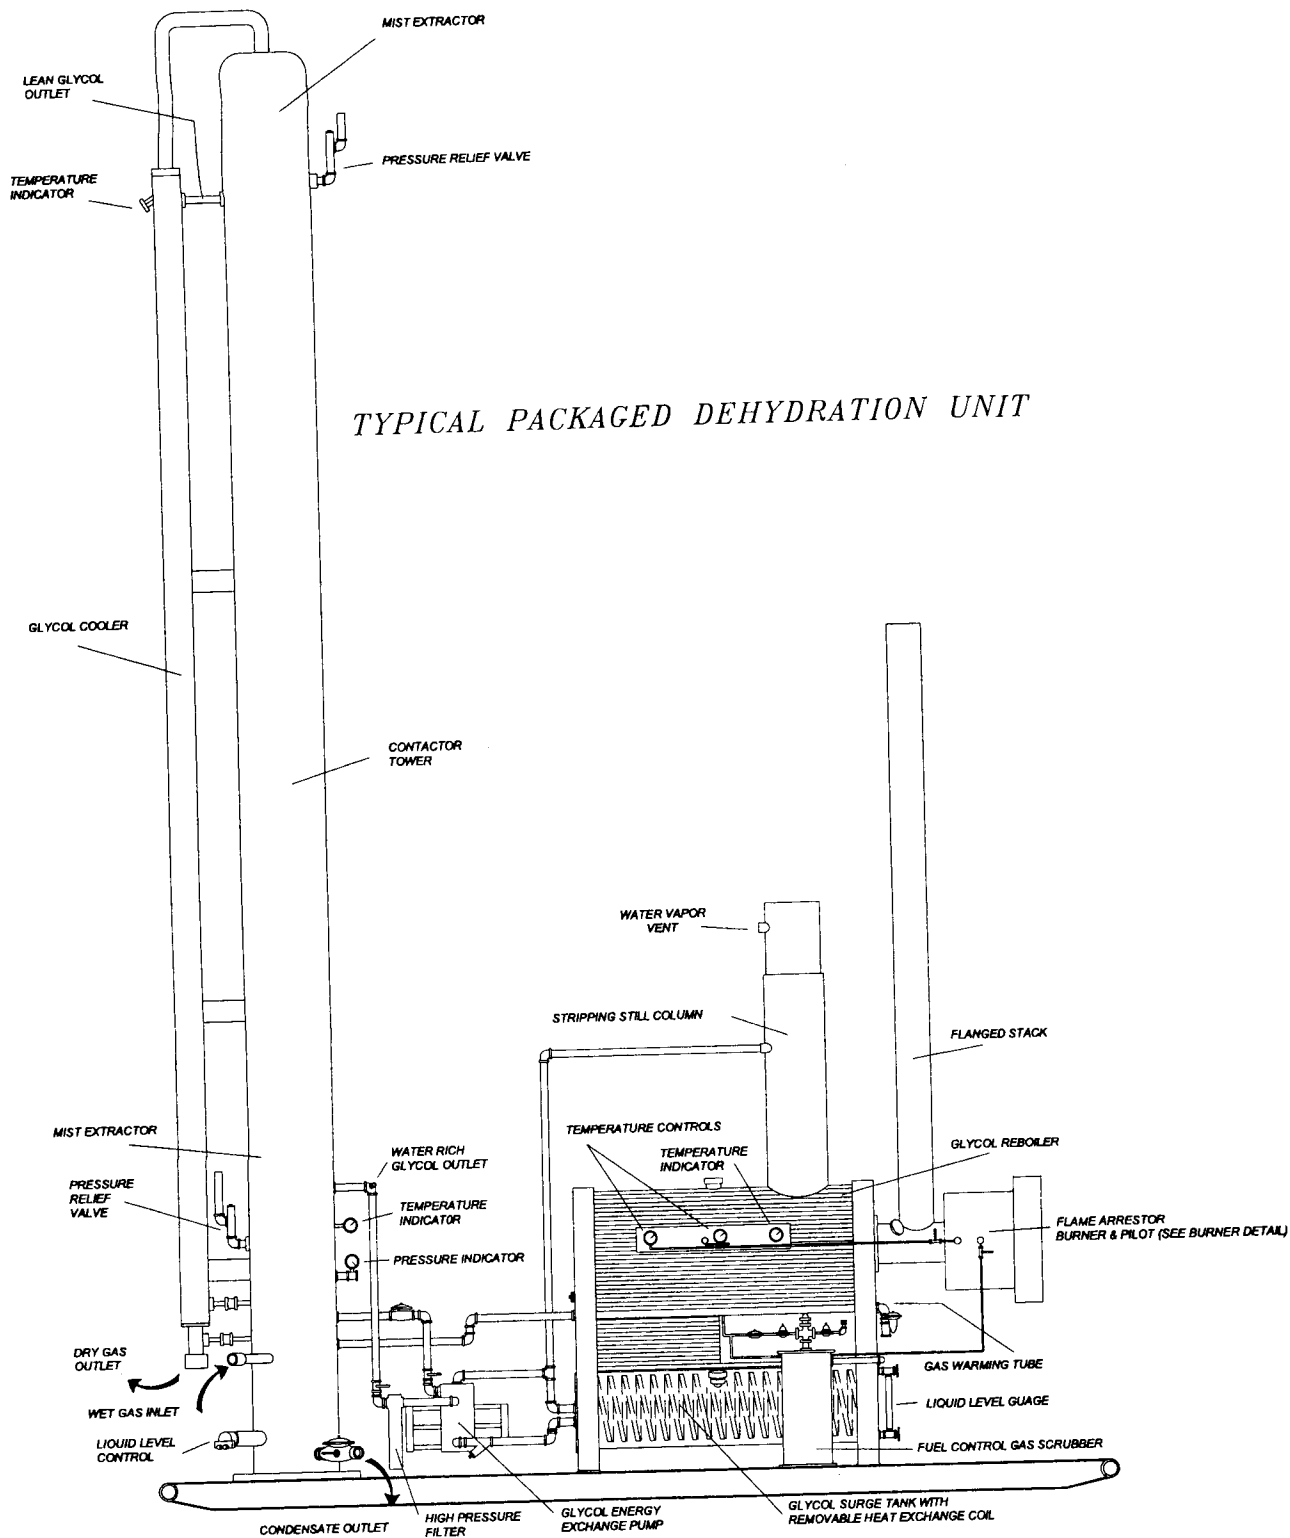 MIST EXTRACTOR
LEAN GLYCOL
OUTLET
PRESSURE RELIEF VALVE
TEMPERATURE
INDICATOR
TYPICAL PACKAGED DEHYDRATION UNIT
GLYCOL COOLER
CONTACTOR
TOWER
WATER VAPOR
VENT
STRIPPING STILL COLUMN
FLANGED STACK
MIST EXTRACTOR
WATER RICH
GLYCOL OUTLET
TEMPERATURE CONTROLS
TEMPERATURE
INDICATOR
GLYCOL REBOILER
PRESSURE
RELIEF
VALVE
TEMPERATURE
INDICATOR
FLAME ARRESTOR
BURNER & PILOT (SEE BURNER DETAIL)
PRESSURE INDICATOR
DRY GAS
OUTLET
GAS WARMING TUBE
WET GAS INLET
LIQUID LEVEL GUAGE
LIQUID LEVEL
CONTROL
FUEL CONTROL GAS SCRUBBER
CONDENSATE OUTLET
HIGH PRESSURE
FILTER
GLYCOL ENERGY
EXCHANGE PUMP
GLYCOL SURGE TANK WITH
REMOVABLE HEAT EXCHANGE COIL